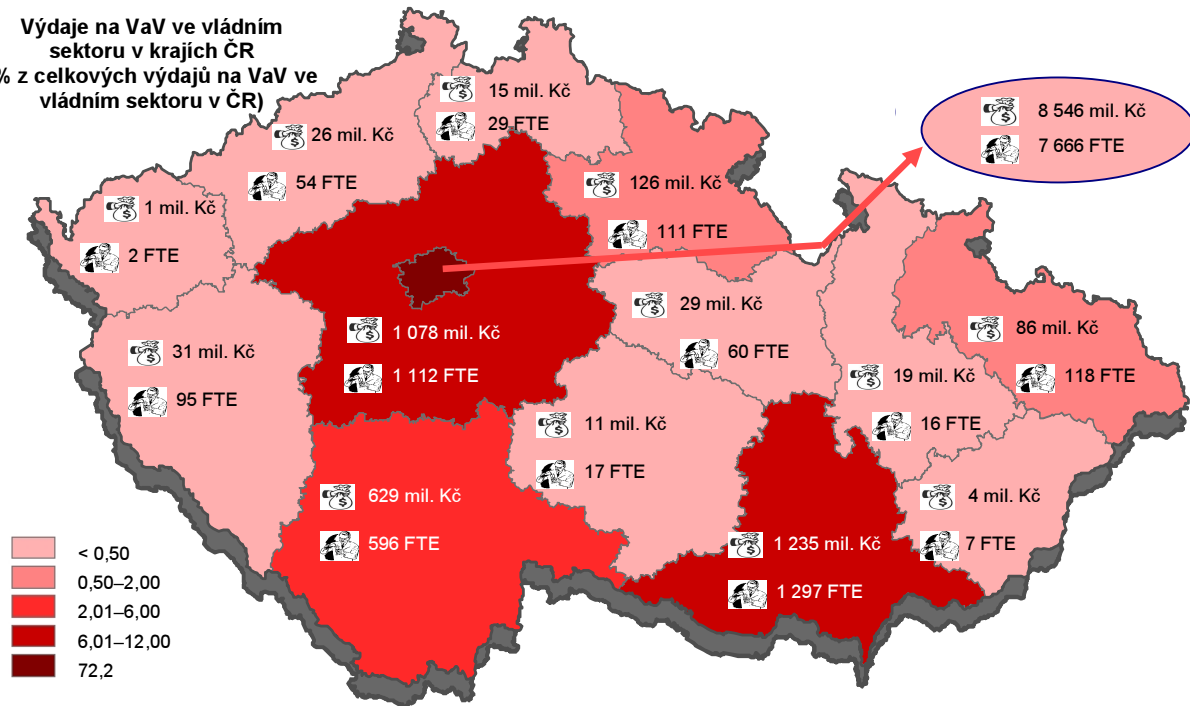 Výdaje na VaV ve vládním
sektoru v krajích ČR
% z celkových výdajů na VaV ve
vládním sektoru v ČR)
15 mil. Kč
29 FTE
8 546 mil. Kč
7 666 FTE
26 mil. Kč
54 FTE
126 mil. Kč
111 FTE
1 mil. Kč
2 FTE
29 mil. Kč
60 FTE
86 mil. Kč
118 FTE
1 078 mil. Kč
1 112 FTE
31 mil. Kč
95 FTE
19 mil. Kč
16 FTE
11 mil. Kč
17 FTE
629 mil. Kč
596 FTE
4 mil. Kč
7 FTE
1 235 mil. Kč
1 297 FTE
< 0,50
0,50–2,00
2,01–6,00
6,01–12,00
72,2